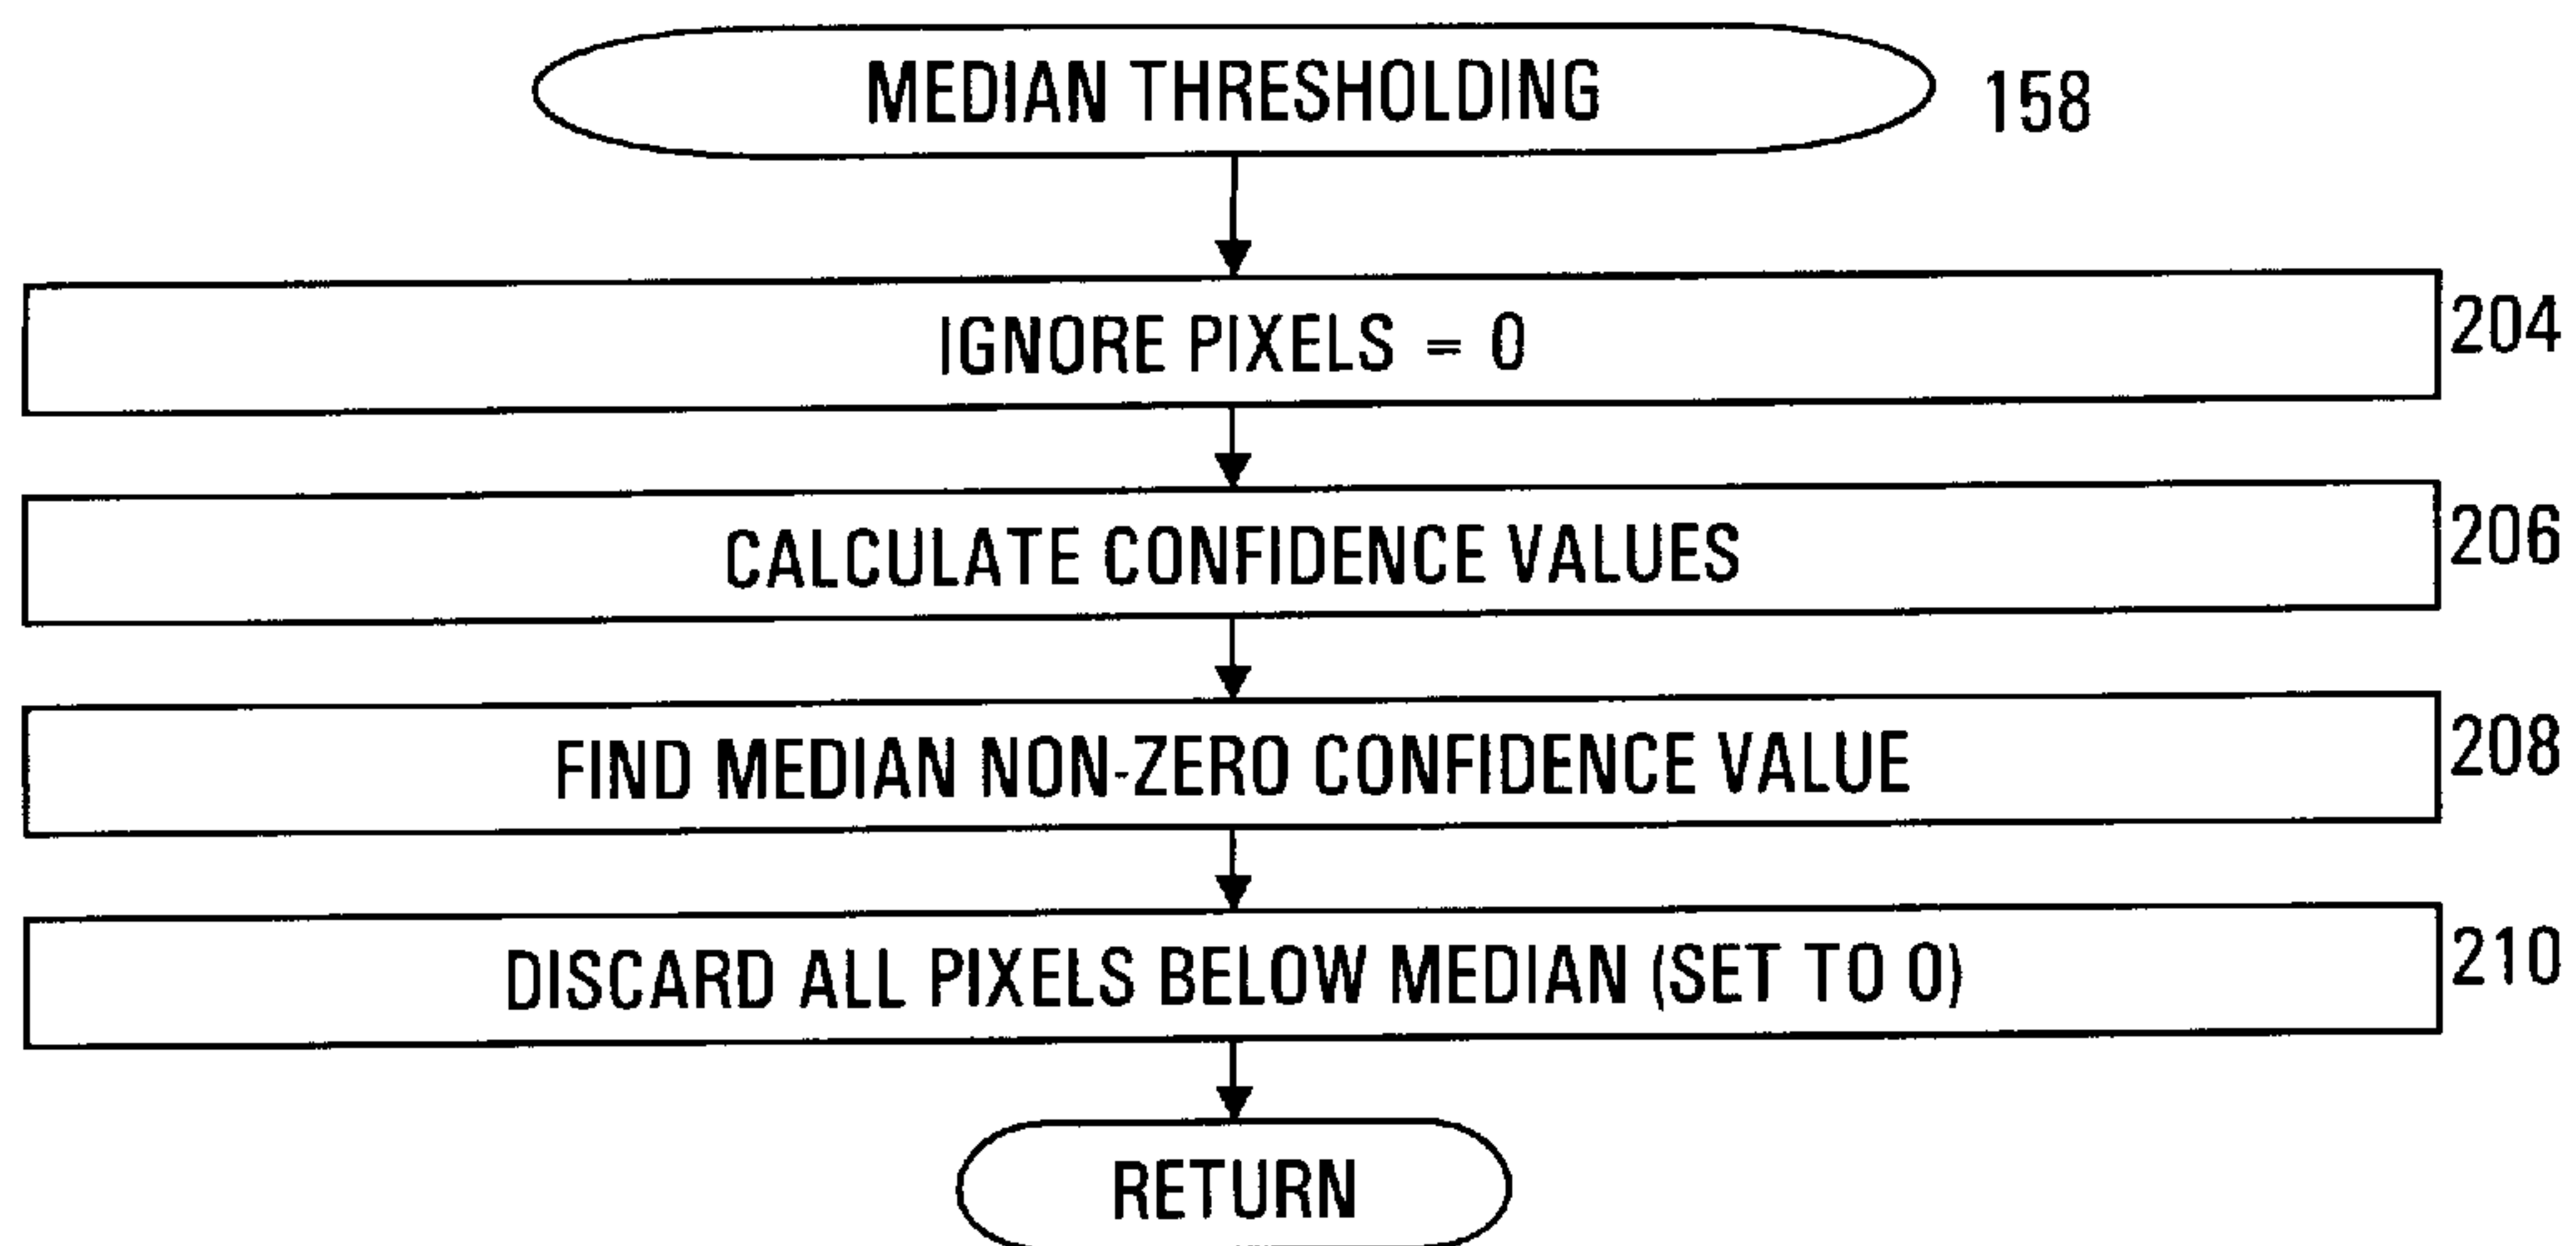 MEDIAN THRESHOLDING 158
IGNORE PIXELS = 0 204
CALCULATE CONFIDENCE VALUES 206
FIND MEDIAN NON-ZERO CONFIDENCE VALUE 208
DISCARD ALL PIXELS BELOW MEDIAN (SET TO 0) 210
RETURN